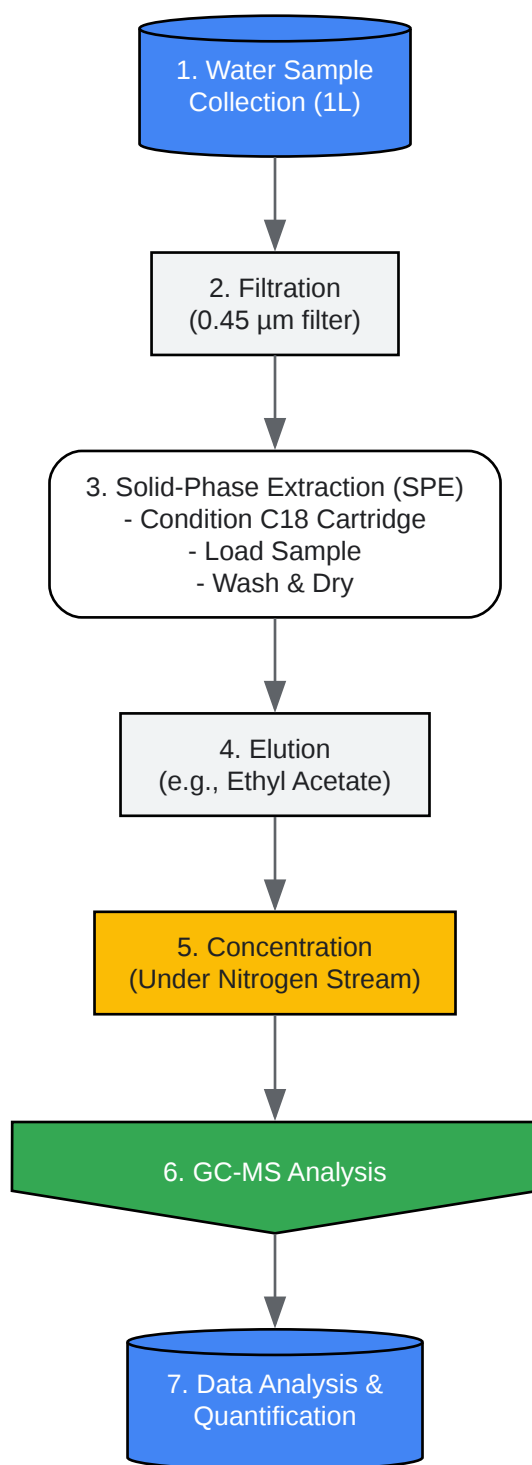 1. Water Sample
Collection (1L)
2. Filtration
(0.45 µm filter)
3. Solid-Phase Extraction (SPE)
- Condition C18 Cartridge
- Load Sample
- Wash & Dry
4. Elution
(e.g., Ethyl Acetate)
5. Concentration
(Under Nitrogen Stream)
6. GC-MS Analysis
7. Data Analysis &
Quantification